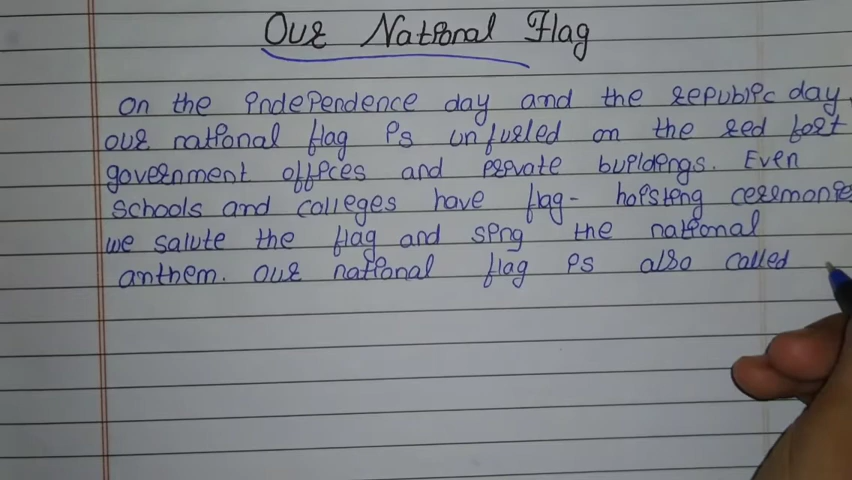 Our National Flag
on the independence day and the republic day,
our national flag is unfurled on the red fort
government offices and private buildings. Even
schools and colleges have flag- hoisting ceremonies
we salute the flag and sing the national
anthem. our national flag is also called